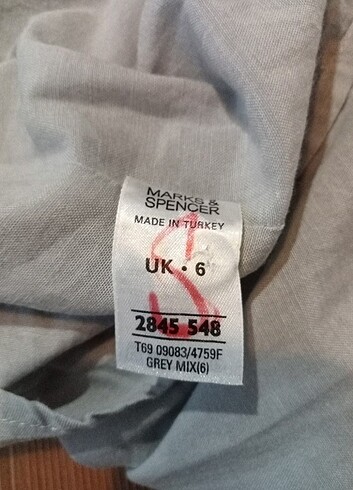 MARKS &
SPENCER
MADE IN TURKEY
UK • 6
2845 548
T69 09083/4759F
GREY MIX(6)